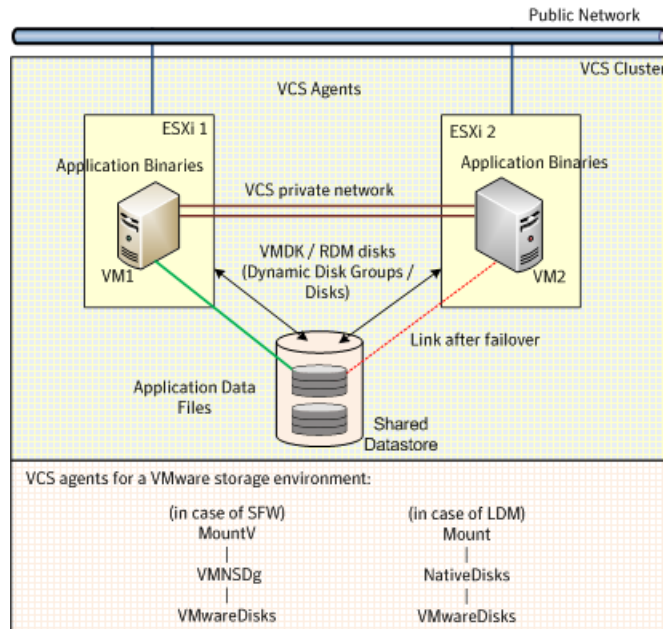 Public Network
VCS Cluster
VCS Agents
ESXi 1
ESXi 2
Application Binaries
Application Binaries
VCS private network
VM1
VMDK / RDM disks
(Dynamic Disk Groups /
Disks)
VM2
Link after failover
Application Data
Files
Shared
Datastore
VCS agents for a VMware storage environment:
(in case of SFW)
MountV
|
VMNSDg
|
VMwareDisks
(in case of LDM)
Mount
|
NativeDisks
|
VMwareDisks